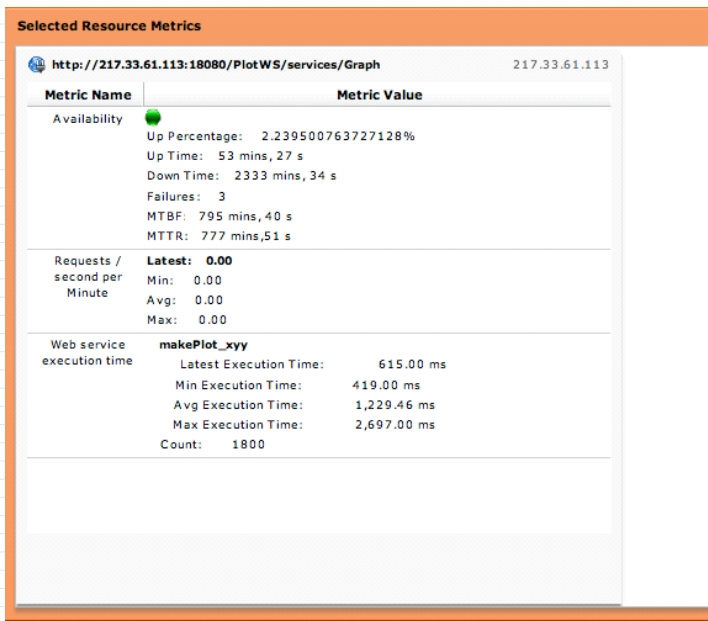 Selected Resource Metrics
http://217.33.61.113:18080/PlotWS/services/Graph 217.33.61.113
Metric Name Metric Value
Availability
Up Percentage: 2.239500763727128%
Up Time: 53 mins, 27 s
Down Time: 2333 mins, 34 s
Failures: 3
MTBF: 795 mins, 40 s
MTTR: 777 mins,51 s
Requests / second per Minute
Latest: 0.00
Min: 0.00
Avg: 0.00
Max: 0.00
Web service execution time
makePlot_xyy
Latest Execution Time: 615.00 ms
Min Execution Time: 419.00 ms
Avg Execution Time: 1,229.46 ms
Max Execution Time: 2,697.00 ms
Count: 1800